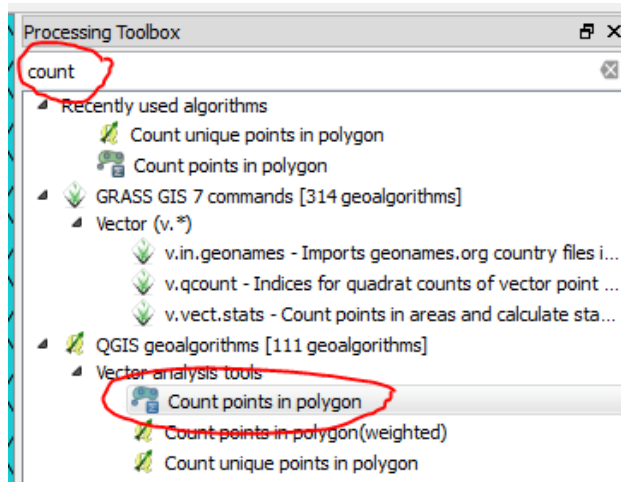 Processing Toolbox
count
Recently used algorithms
Count unique points in polygon
Count points in polygon
GRASS GIS 7 commands [314 geoalgorithms]
Vector (v.*)
v.in.geonames - Imports geonames.org country files i...
v.qcount - Indices for quadrat counts of vector point ...
v.vect.stats - Count points in areas and calculate sta...
QGIS geoalgorithms [111 geoalgorithms]
Vector analysis tools
Count points in polygon
Count points in polygon(weighted)
Count unique points in polygon